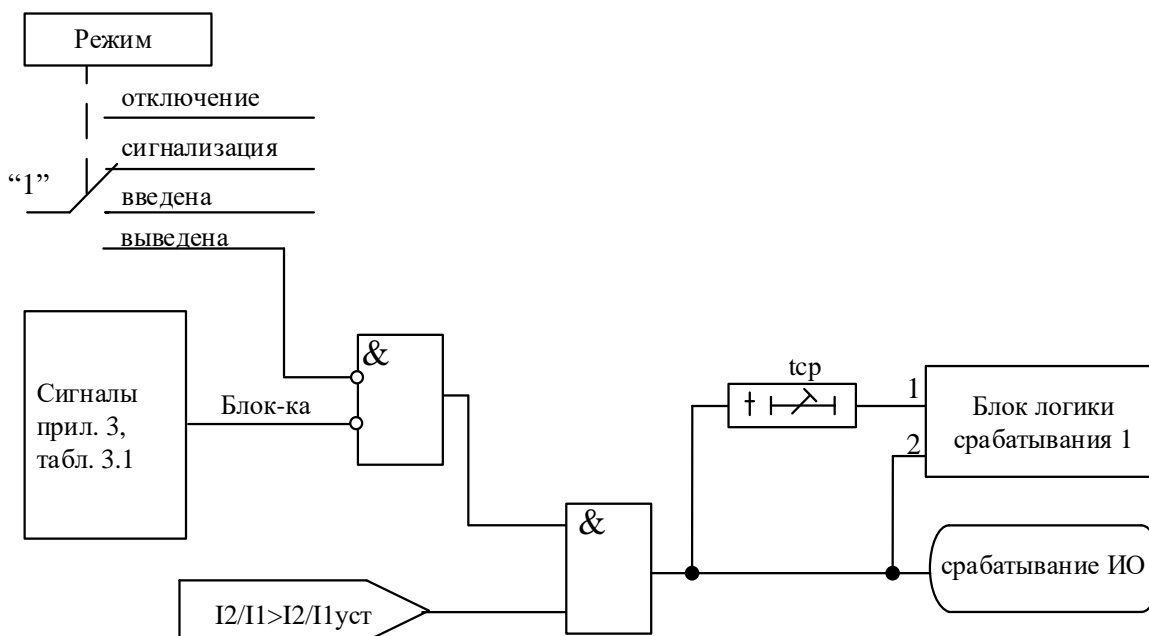 Режим
отключение
сигнализация
“1”
введена
выведена
Сигналы
прил. 3,
табл. 3.1
Блок-ка
&
&
I2/I1>I2/I1уст
tср
1
2
Блок логики
срабатывания 1
срабатывание ИО